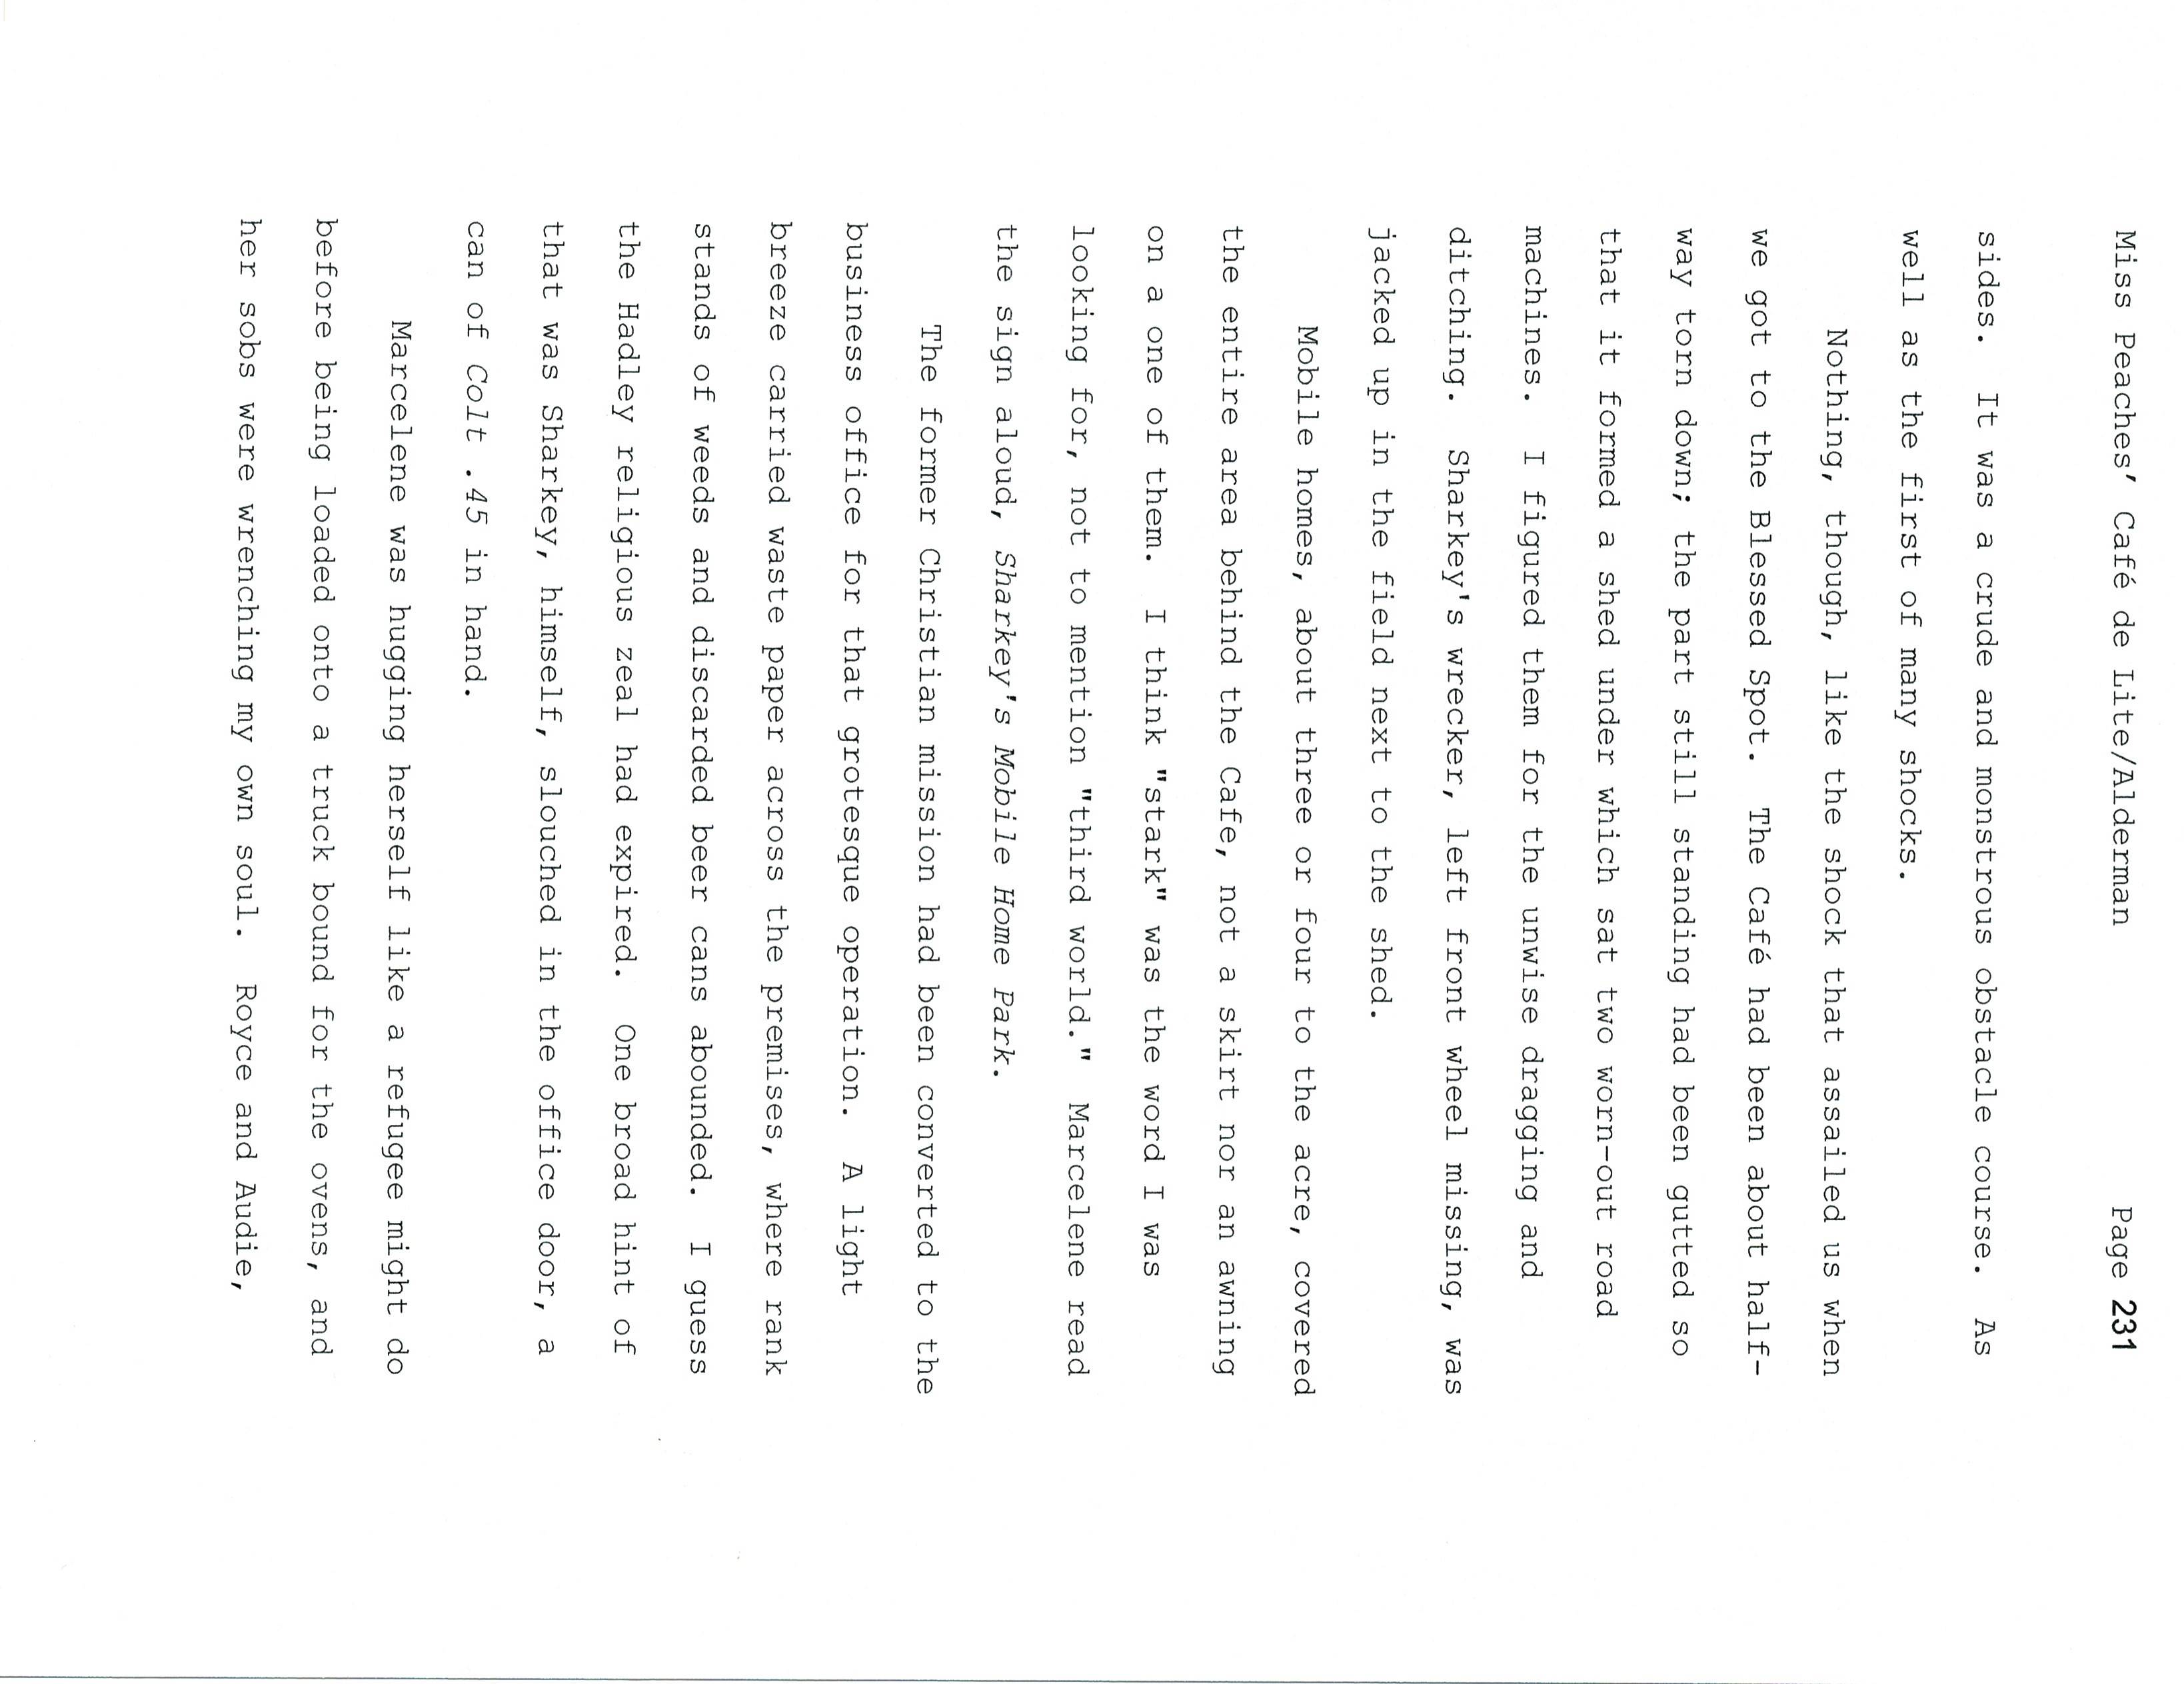 Miss Peaches’ Café de Lite/Alderman Page 231
sides. It was a crude and monstrous obstacle course. As
well as the first of many shocks.
Nothing, though, like the shock that assailed us when
we got to the Blessed Spot. The Café had been about half-
way torn down; the part still standing had been gutted so
that it formed a shed under which sat two worn-out road
machines. I figured them for the unwise dragging and
ditching. Sharkey's wrecker, left front wheel missing, was
jacked up in the field next to the shed.
Mobile homes, about three or four to the acre, covered
the entire area behind the Cafe, not a skirt nor an awning
on a one of them. I think "stark" was the word I was
looking for, not to mention "third world." Marcelene read
the sign aloud, Sharkey's Mobile Home Park.
The former Christian mission had been converted to the
business office for that grotesque operation. A light
breeze carried waste paper across the premises, where rank
stands of weeds and discarded beer cans abounded. I guess
the Hadley religious zeal had expired. One broad hint of
that was Sharkey, himself, slouched in the office door, a
can of Colt .45 in hand.
Marcelene was hugging herself like a refugee might do
before being loaded onto a truck bound for the ovens, and
her sobs were wrenching my own soul. Royce and Audie,